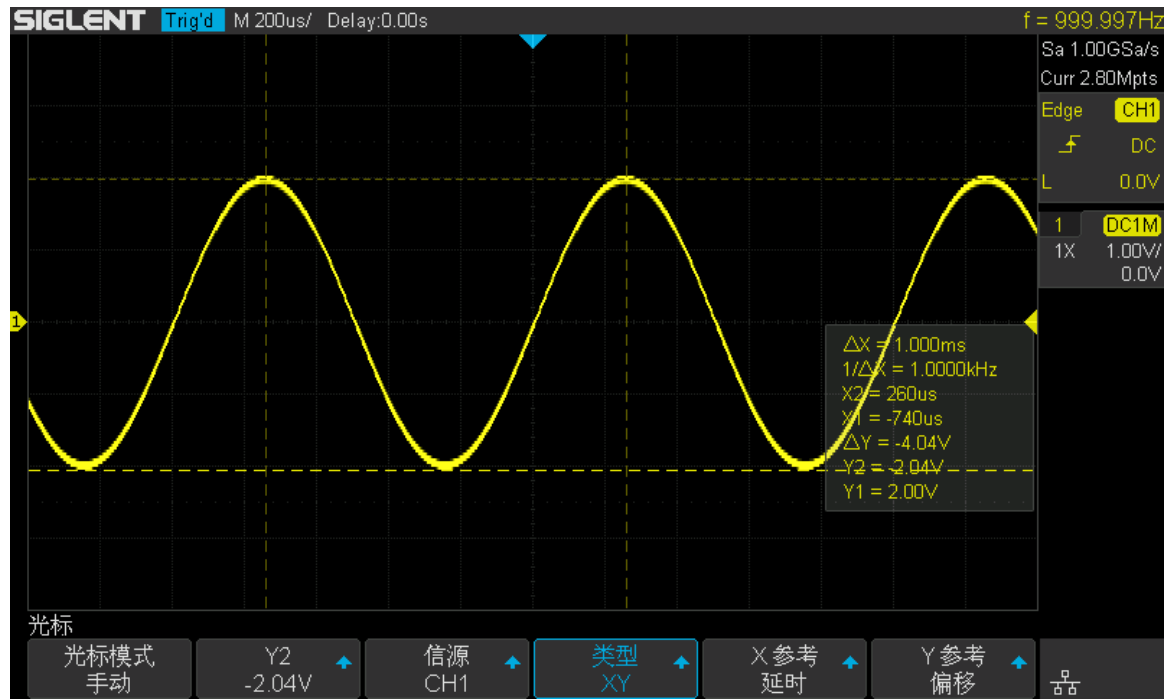 SIGLENT Trig'd M 200us/ Delay:0.00s f = 999.997Hz
Sa 1.00GSa/s
Curr 2.80Mpts
Edge CH1
DC
L 0.0V
1 DC1M
1X 1.00V/
0.0V
1
△X = 1.000ms
1/△X = 1.0000kHz
X2 = 260us
X1 = -740us
△Y = -4.04V
Y2 = -2.04V
Y1 = 2.00V
光标
光标模式 Y2 信源 类型 X参考 Y参考
手动 -2.04V CH1 XY 延时 偏移